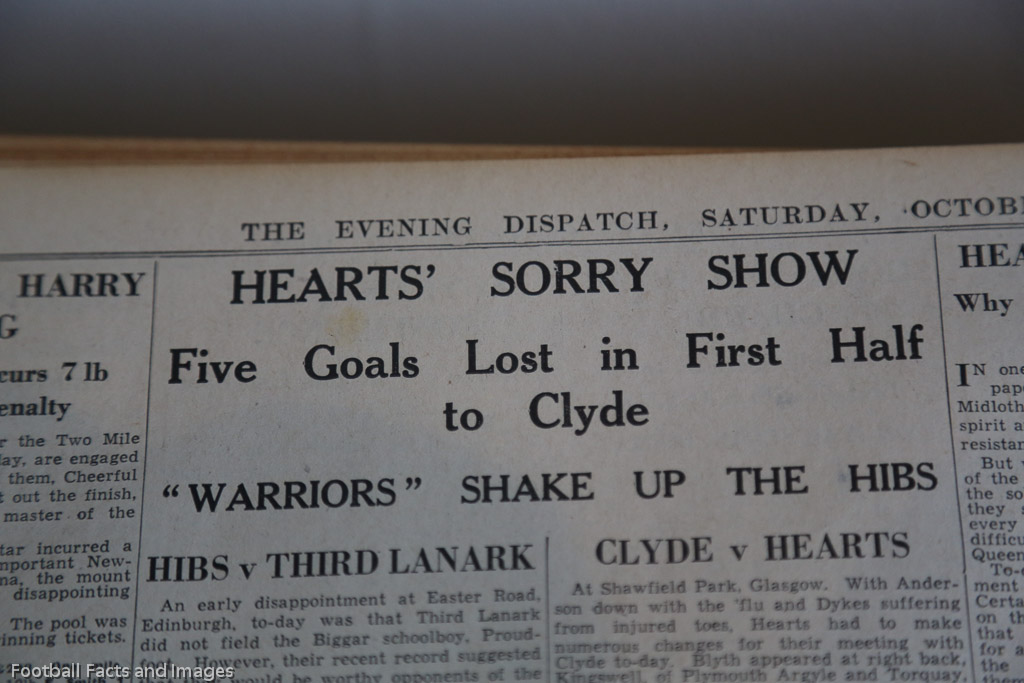 THE EVENING DISPATCH, SATURDAY, OCTOB
HARRY
G
curs 7 lb
enalty
r the Two Mile
lay, are engaged
them, Cheerful
t out the finish,
master of the
tar incurred a
mportant New-
na, the mount
disappointing
The pool was
inning tickets.
HEARTS' SORRY SHOW
Five Goals Lost in First Half
to Clyde
"WARRIORS" SHAKE UP THE HIBS
HIBS v THIRD LANARK
An early disappointment at Easter Road,
Edinburgh, to-day was that Third Lanark
did not field the Biggar schoolboy, Proud-
However, their recent record suggested
would be worthy opponents of the
CLYDE v HEARTS
At Shawfield Park, Glasgow. With Ander-
son down with the 'flu and Dykes suffering
from injured toes, Hearts had to make
numerous changes for their meeting with
Clyde to-day. Blyth appeared at right back,
Kingswell, of Plymouth Argyle and Torquay,
HEA
Why
IN one
pap
Midloth
spirit a
resistan
But
of the
the so
they
every
difficu
Queen
To-
ment
Certa
on th
that
for a
the
Football Facts and Images